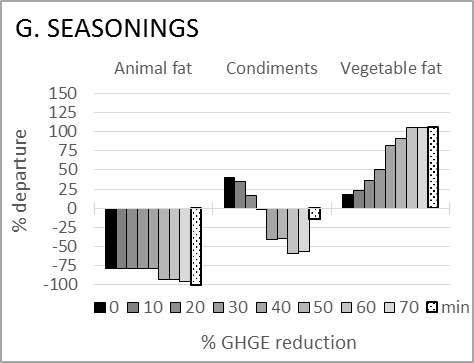 G. SEASONINGS
Animal fat Condiments Vegetable fat
150
125
100
75
50
25
0
-25
-50
-75
-100
% departure
0 10 20 30 40 50 60 70 min
% GHGE reduction